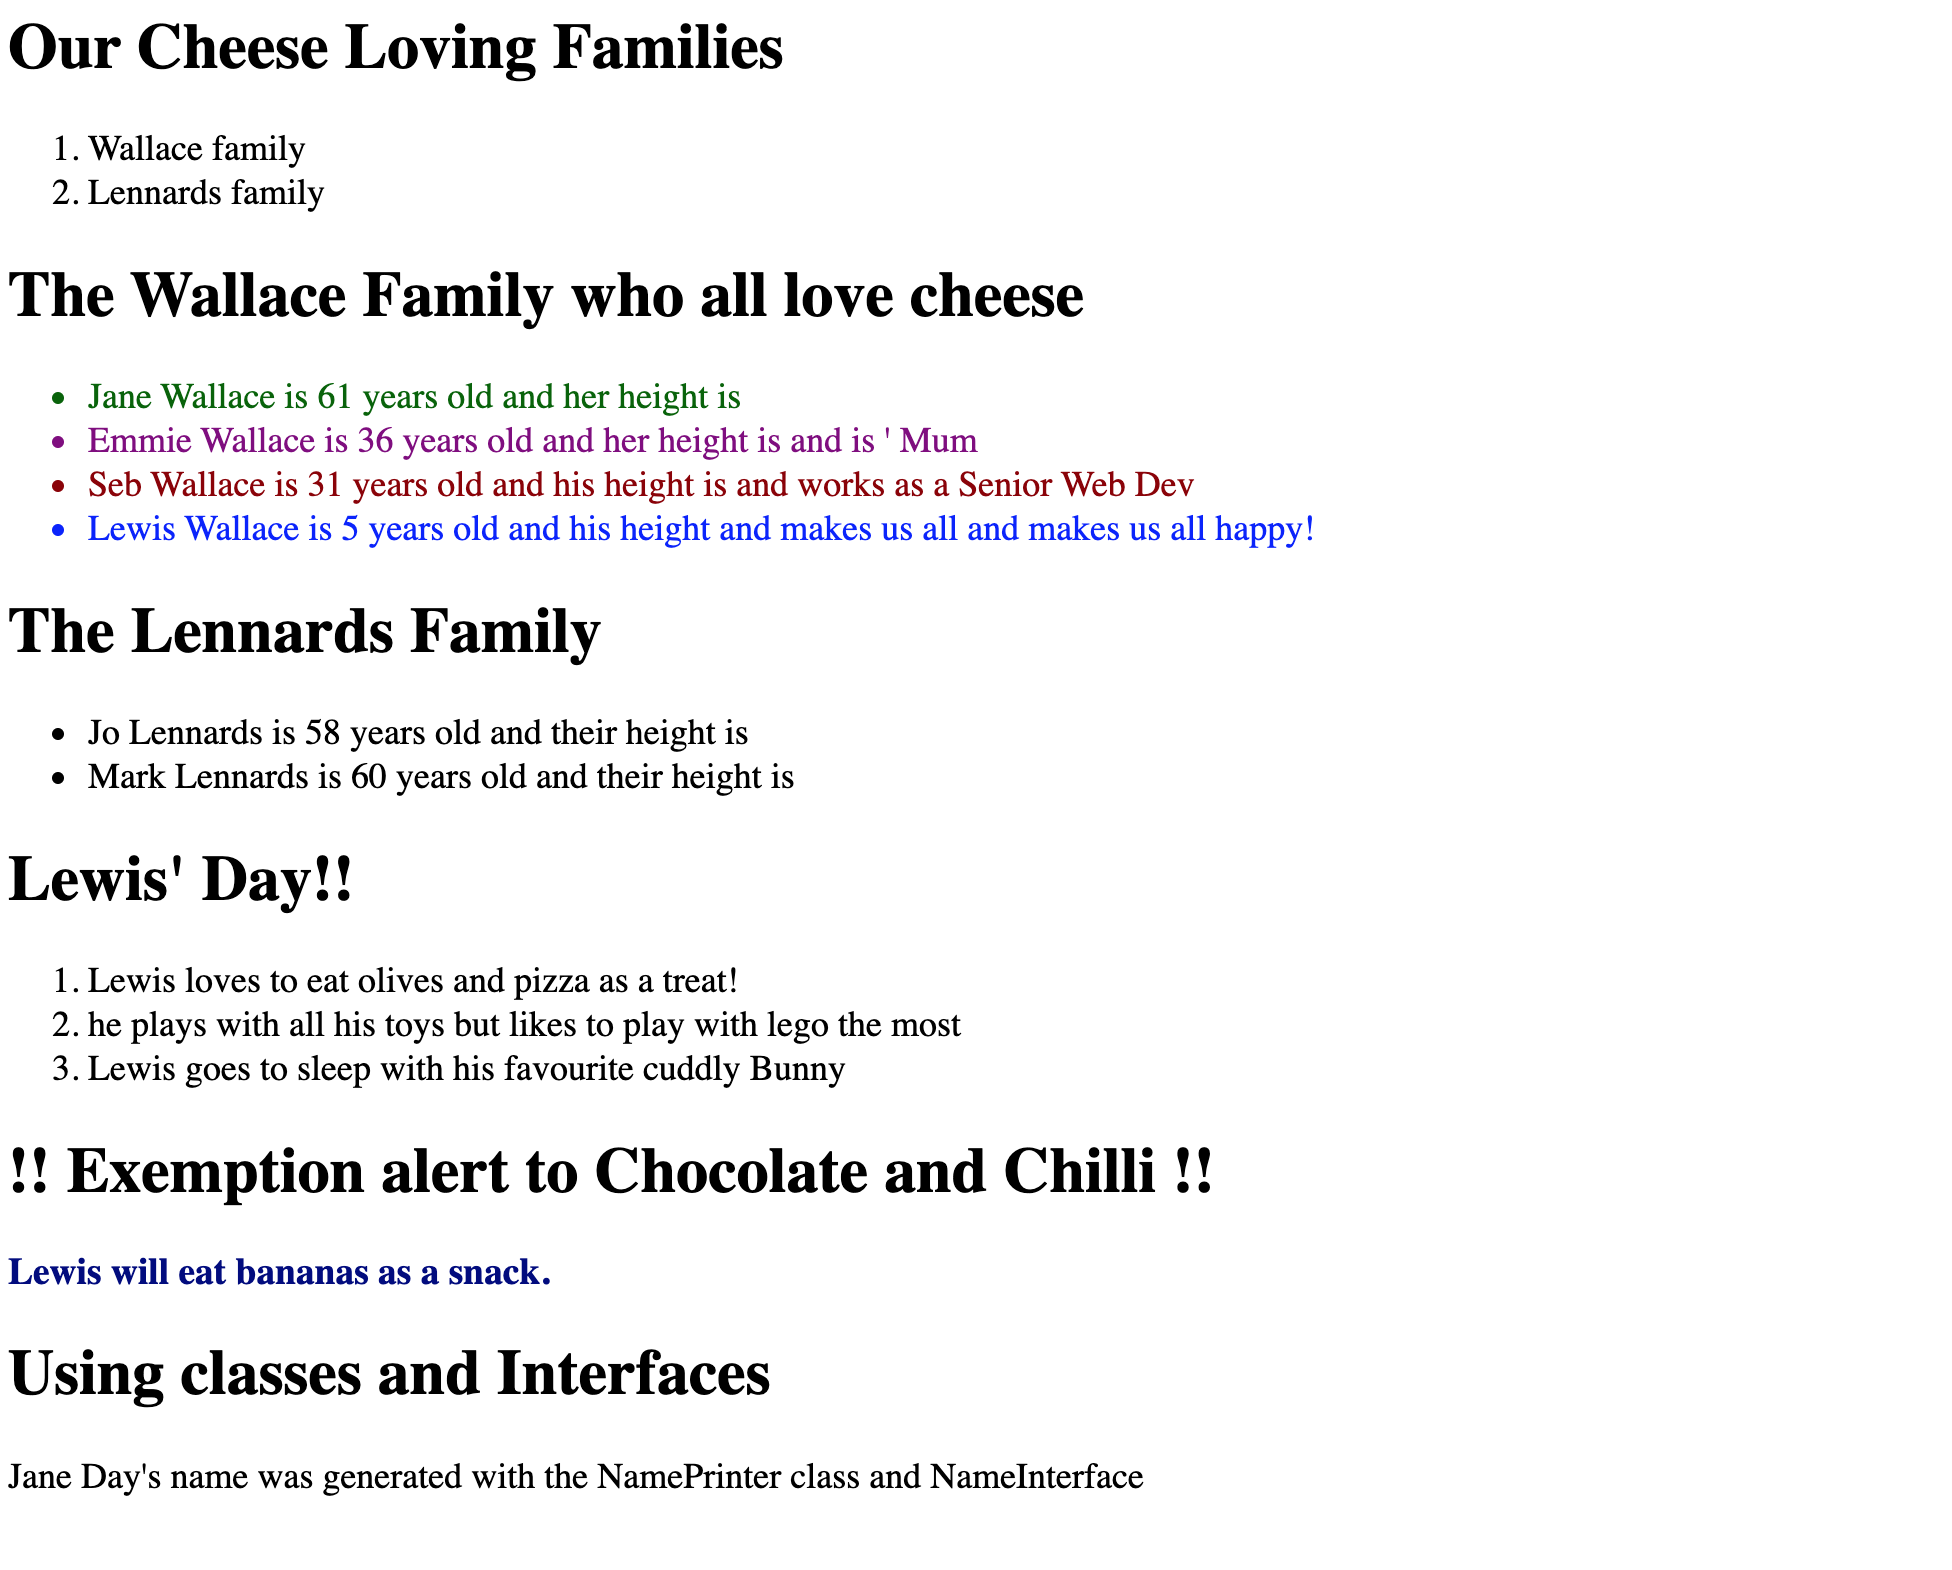 Our Cheese Loving Families
1. Wallace family
2. Lennards family
The Wallace Family who all love cheese
• Jane Wallace is 61 years old and her height is
• Emmie Wallace is 36 years old and her height is and is ' Mum
• Seb Wallace is 31 years old and his height is and works as a Senior Web Dev
• Lewis Wallace is 5 years old and his height and makes us all and makes us all happy!
The Lennards Family
• Jo Lennards is 58 years old and their height is
• Mark Lennards is 60 years old and their height is
Lewis' Day!!
1. Lewis loves to eat olives and pizza as a treat!
2. he plays with all his toys but likes to play with lego the most
3. Lewis goes to sleep with his favourite cuddly Bunny
!! Exemption alert to Chocolate and Chilli !!
Lewis will eat bananas as a snack.
Using classes and Interfaces
Jane Day's name was generated with the NamePrinter class and NameInterface